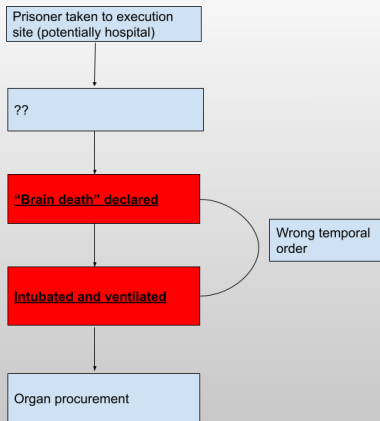 Prisoner taken to execution
site (potentially hospital)
??
“Brain death” declared
Wrong temporal
order
Intubated and ventilated
Organ procurement